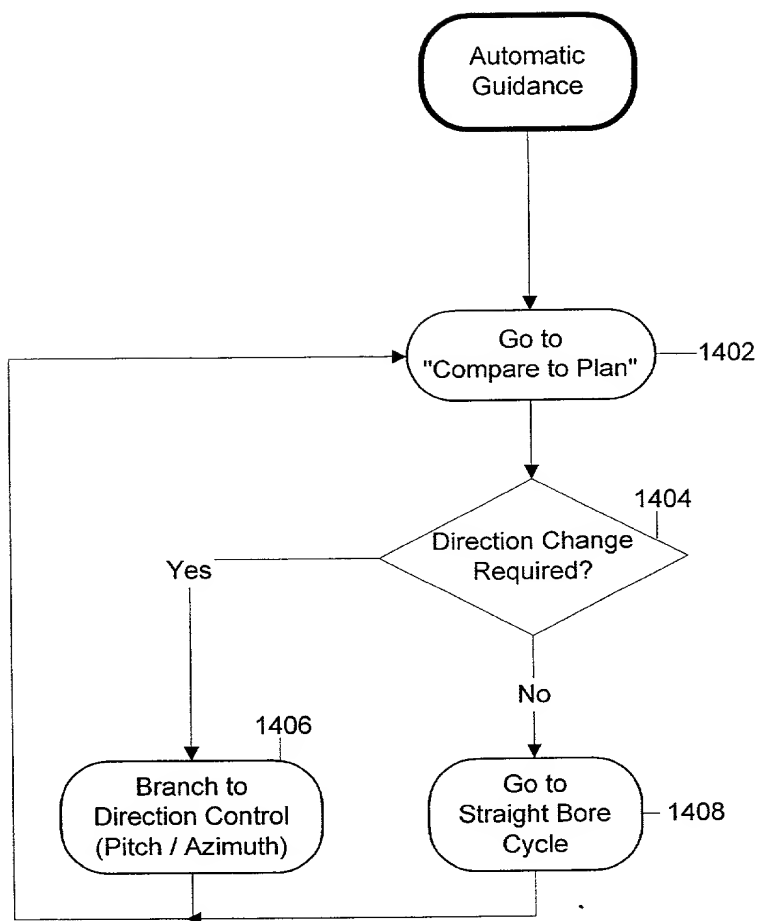 Automatic
Guidance
Go to
"Compare to Plan"
1402
1404
Direction Change
Required?
Yes
No
1406
Branch to
Direction Control
(Pitch / Azimuth)
Go to
Straight Bore
Cycle
1408